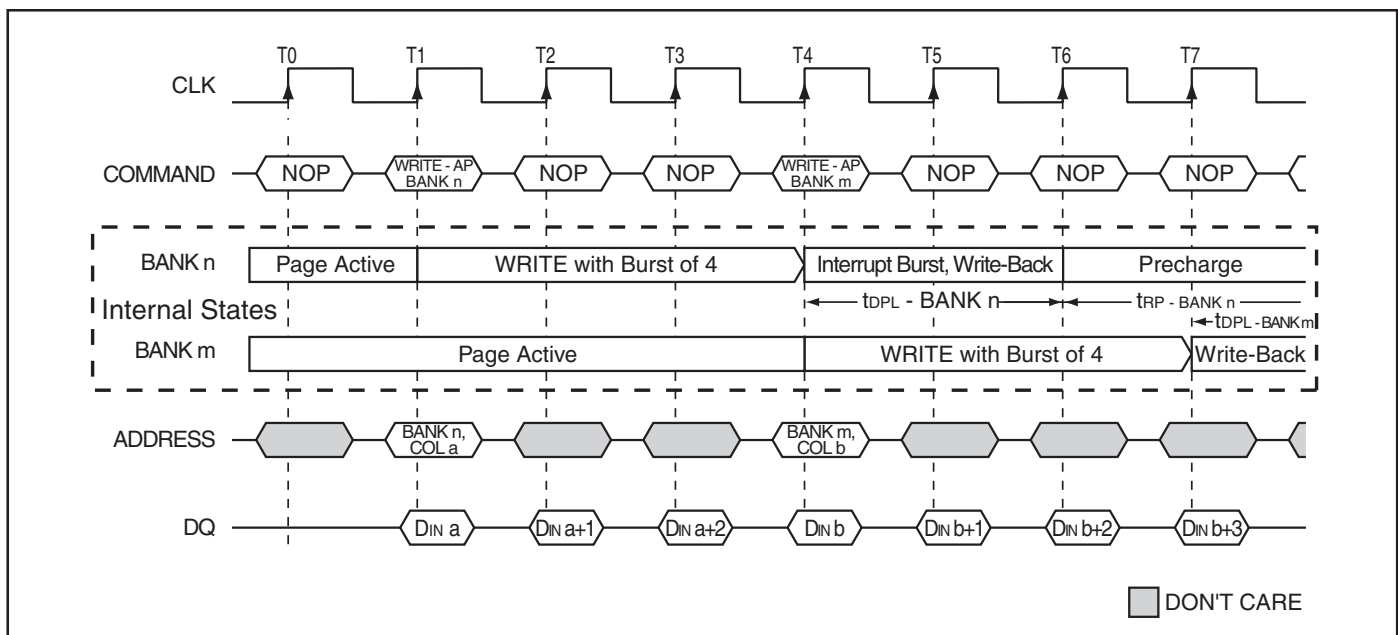 T0 T1 T2 T3 T4 T5 T6 T7
CLK
COMMAND NOP WRITE - AP BANK n NOP NOP WRITE - AP BANK m NOP NOP NOP
BANK n Page Active WRITE with Burst of 4 Interrupt Burst, Write-Back Precharge
tDPL - BANK n tRP - BANK n
Internal States
tDPL - BANK m
BANK m Page Active WRITE with Burst of 4 Write-Back
ADDRESS BANK n, COL a BANK m, COL b
DQ DIN a DIN a+1 DIN a+2 DIN b DIN b+1 DIN b+2 DIN b+3
DON'T CARE